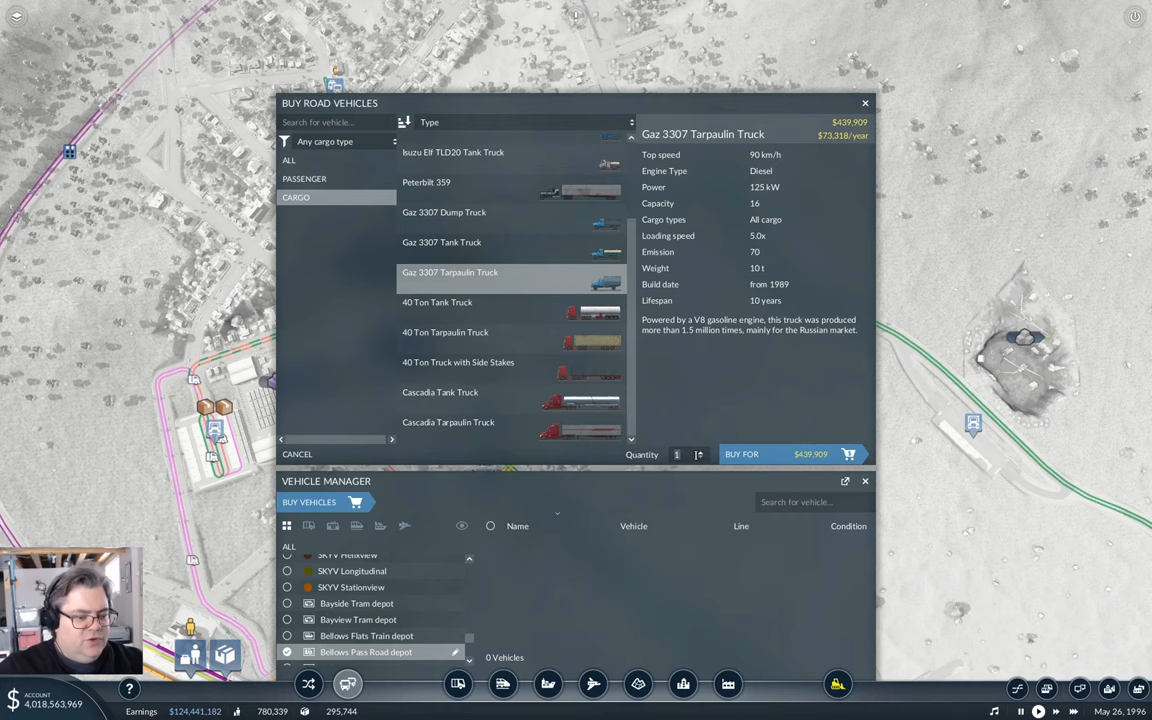 BUY ROAD VEHICLES
Search for vehicle...
Type
$439,909
$73,318/year
Any cargo type
ALL
PASSENGER
CARGO
Isuzu Elf TLD20 Tank Truck
Peterbilt 359
Gaz 3307 Dump Truck
Gaz 3307 Tank Truck
Gaz 3307 Tarpaulin Truck
40 Ton Tank Truck
40 Ton Tarpaulin Truck
40 Ton Truck with Side Stakes
Cascadia Tank Truck
Cascadia Tarpaulin Truck
Gaz 3307 Tarpaulin Truck
Top speed 90 km/h
Engine Type Diesel
Power 125 kW
Capacity 16
Cargo types All cargo
Loading speed 5.0x
Emission 70
Weight 10 t
Build date from 1989
Lifespan 10 years
Powered by a V8 gasoline engine, this truck was produced
more than 1.5 million times, mainly for the Russian market.
CANCEL
Quantity 1
BUY FOR $439,909
VEHICLE MANAGER
BUY VEHICLES
Search for vehicle...
Name Vehicle Line Condition
ALL
SKYV Longitudinal
SKYV Stationview
Bayside Tram depot
Bayview Tram depot
Bellows Flats Train depot
Bellows Pass Road depot
0 Vehicles
$ ACCOUNT
4,018,563,969
?
Earnings $124,441,182 780,339 295,744
May 26, 1996